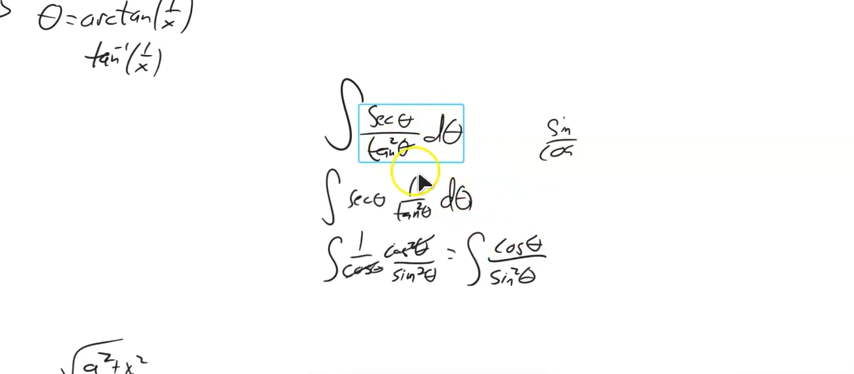 θ = arctan(1/x)
tan⁻¹(1/x)
∫ secθ/tan²θ dθ
sin/cos
∫ secθ 1/tan²θ dθ
∫ 1/cosθ cos²θ/sin²θ = ∫ cosθ/sin²θ
√a²+x²